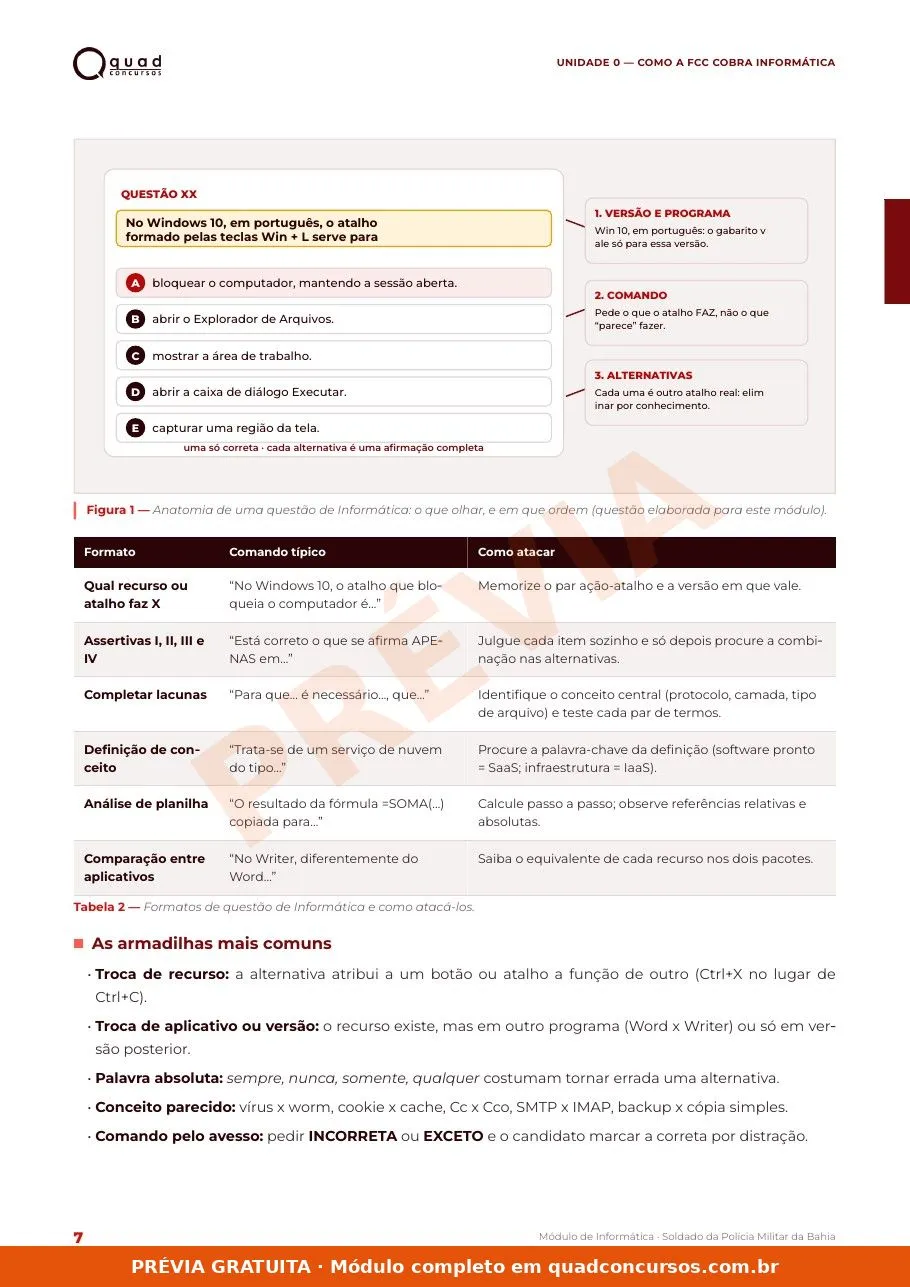 quad
concursos
UNIDADE 0 — COMO A FCC COBRA INFORMÁTICA
QUESTÃO XX
No Windows 10, em português, o atalho
formado pelas teclas Win + L serve para
A bloquear o computador, mantendo a sessão aberta.
B abrir o Explorador de Arquivos.
C mostrar a área de trabalho.
D abrir a caixa de diálogo Executar.
E capturar uma região da tela.
uma só correta · cada alternativa é uma afirmação completa
1. VERSÃO E PROGRAMA
Win 10, em português: o gabarito v
ale só para essa versão.
2. COMANDO
Pede o que o atalho FAZ, não o que
“parece” fazer.
3. ALTERNATIVAS
Cada uma é outro atalho real: elim
inar por conhecimento.
Figura 1 — Anatomia de uma questão de Informática: o que olhar, e em que ordem (questão elaborada para este módulo).
Formato Comando típico Como atacar
Qual recurso ou “No Windows 10, o atalho que blo- Memorize o par ação-atalho e a versão em que vale.
atalho faz X queia o computador é...”
Assertivas I, II, III e “Está correto o que se afirma APE- Julgue cada item sozinho e só depois procure a combi-
IV NAS em...” nação nas alternativas.
Completar lacunas “Para que... é necessário..., que...” Identifique o conceito central (protocolo, camada, tipo
de arquivo) e teste cada par de termos.
Definição de con- “Trata-se de um serviço de nuvem Procure a palavra-chave da definição (software pronto
ceito do tipo...” = SaaS; infraestrutura = IaaS).
Análise de planilha “O resultado da fórmula =SOMA(...) Calcule passo a passo; observe referências relativas e
copiada para...” absolutas.
Comparação entre “No Writer, diferentemente do Saiba o equivalente de cada recurso nos dois pacotes.
aplicativos Word...”
Tabela 2 — Formatos de questão de Informática e como atacá-los.
PRÉVIA
As armadilhas mais comuns
· Troca de recurso: a alternativa atribui a um botão ou atalho a função de outro (Ctrl+X no lugar de
Ctrl+C).
· Troca de aplicativo ou versão: o recurso existe, mas em outro programa (Word x Writer) ou só em ver-
são posterior.
· Palavra absoluta: sempre, nunca, somente, qualquer costumam tornar errada uma alternativa.
· Conceito parecido: vírus x worm, cookie x cache, Cc x Cco, SMTP x IMAP, backup x cópia simples.
· Comando pelo avesso: pedir INCORRETA ou EXCETO e o candidato marcar a correta por distração.
7 Módulo de Informática · Soldado da Polícia Militar da Bahia
PRÉVIA GRATUITA · Módulo completo em quadconcursos.com.br